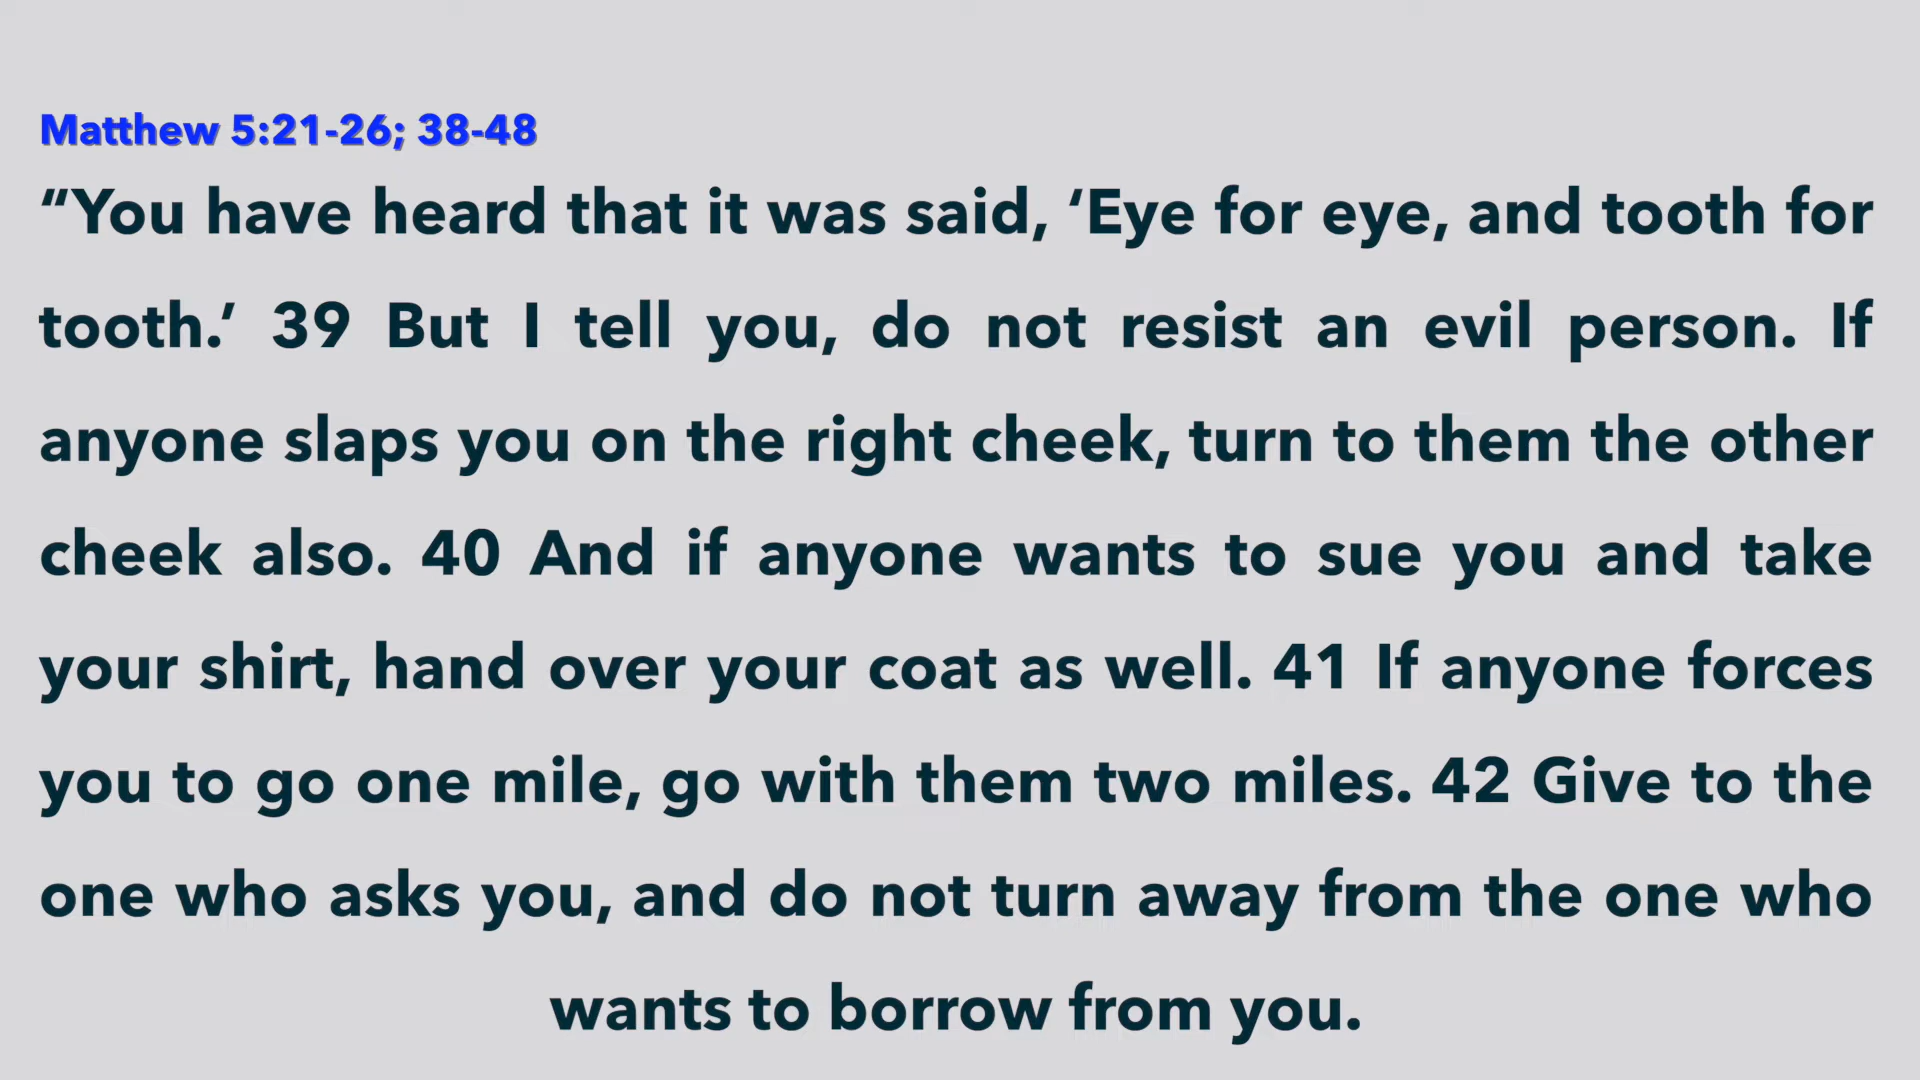 Matthew 5:21-26; 38-48
“You have heard that it was said, ‘Eye for eye, and tooth for
tooth.’ 39 But I tell you, do not resist an evil person. If
anyone slaps you on the right cheek, turn to them the other
cheek also. 40 And if anyone wants to sue you and take
your shirt, hand over your coat as well. 41 If anyone forces
you to go one mile, go with them two miles. 42 Give to the
one who asks you, and do not turn away from the one who
wants to borrow from you.